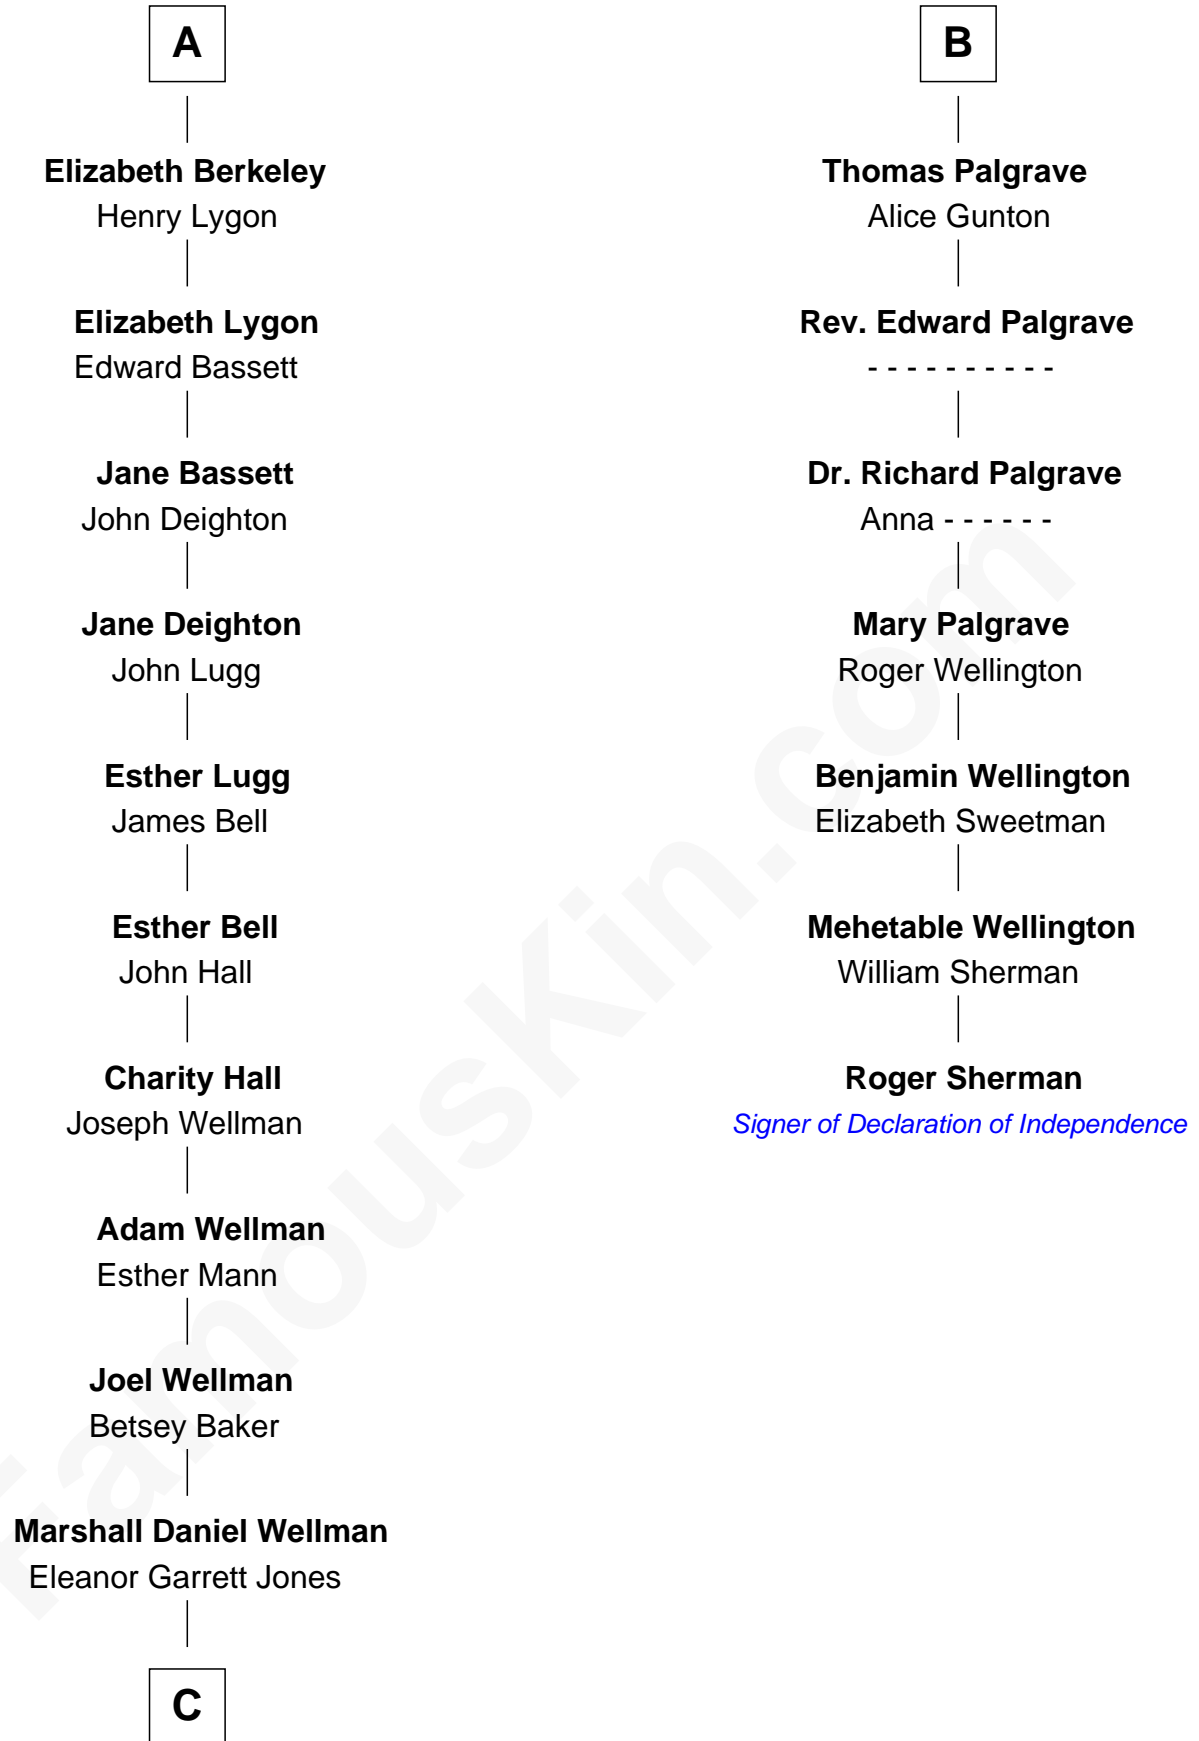 A
Elizabeth Berkeley
Henry Lygon
Elizabeth Lygon
Edward Bassett
Jane Bassett
John Deighton
Jane Deighton
John Lugg
Esther Lugg
James Bell
Esther Bell
John Hall
Charity Hall
Joseph Wellman
Adam Wellman
Esther Mann
Joel Wellman
Betsey Baker
Marshall Daniel Wellman
Eleanor Garrett Jones
C
B
Thomas Palgrave
Alice Gunton
Rev. Edward Palgrave
- - - - - - - - - -
Dr. Richard Palgrave
Anna - - - - - -
Mary Palgrave
Roger Wellington
Benjamin Wellington
Elizabeth Sweetman
Mehetable Wellington
William Sherman
Roger Sherman
Signer of Declaration of Independence
FamousKin.com